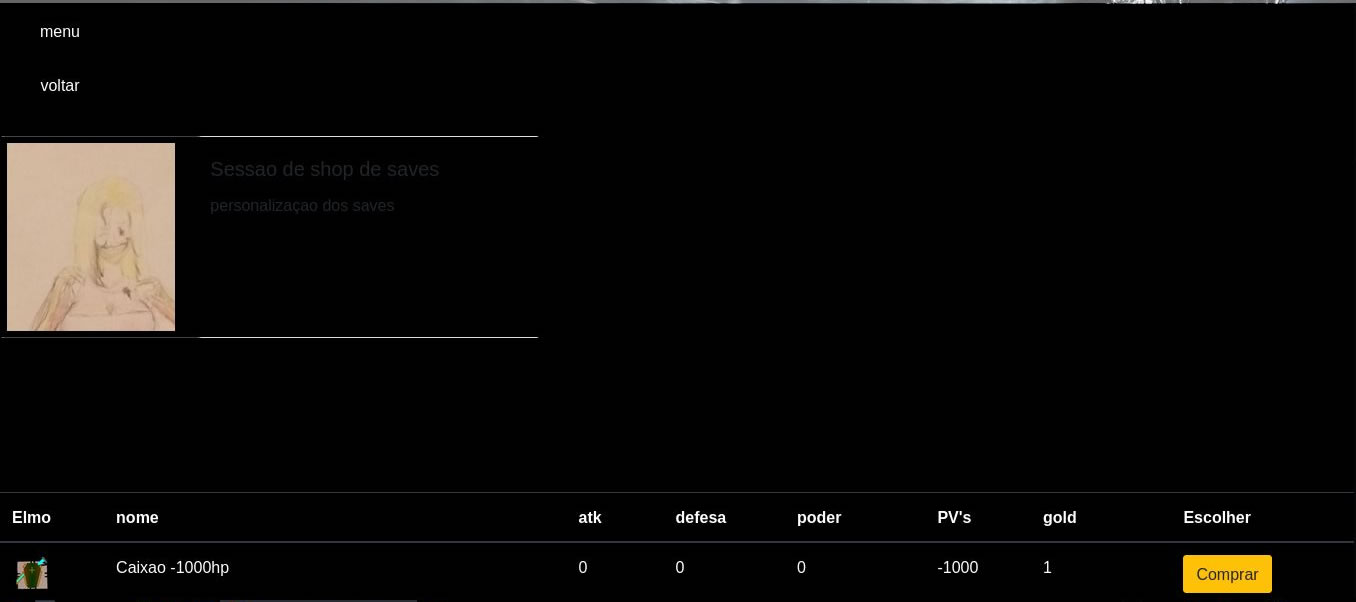 menu
voltar
Sessao de shop de saves
personalizaçao dos saves
Elmo nome atk defesa poder PV's gold Escolher
Caixao -1000hp 0 0 0 -1000 1 Comprar